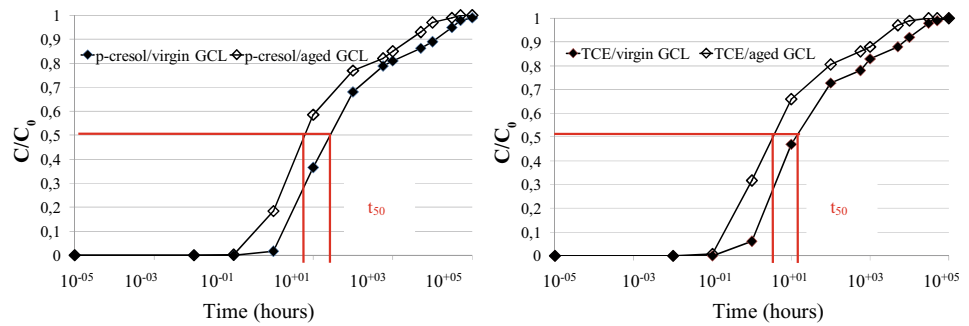 1
0,9
0,8
0,7
0,6
0,5
0,4
0,3
0,2
0,1
0
C/C₀
p-cresol/virgin GCL p-cresol/aged GCL
t₅₀
10⁻⁰⁵ 10⁻⁰³ 10⁻⁰¹ 10⁺⁰¹ 10⁺⁰³ 10⁺⁰⁵
Time (hours)
1
0,9
0,8
0,7
0,6
0,5
0,4
0,3
0,2
0,1
0
C/C₀
TCE/virgin GCL TCE/aged GCL
t₅₀
10⁻⁰⁵ 10⁻⁰³ 10⁻⁰¹ 10⁺⁰¹ 10⁺⁰³ 10⁺⁰⁵
Time (hours)